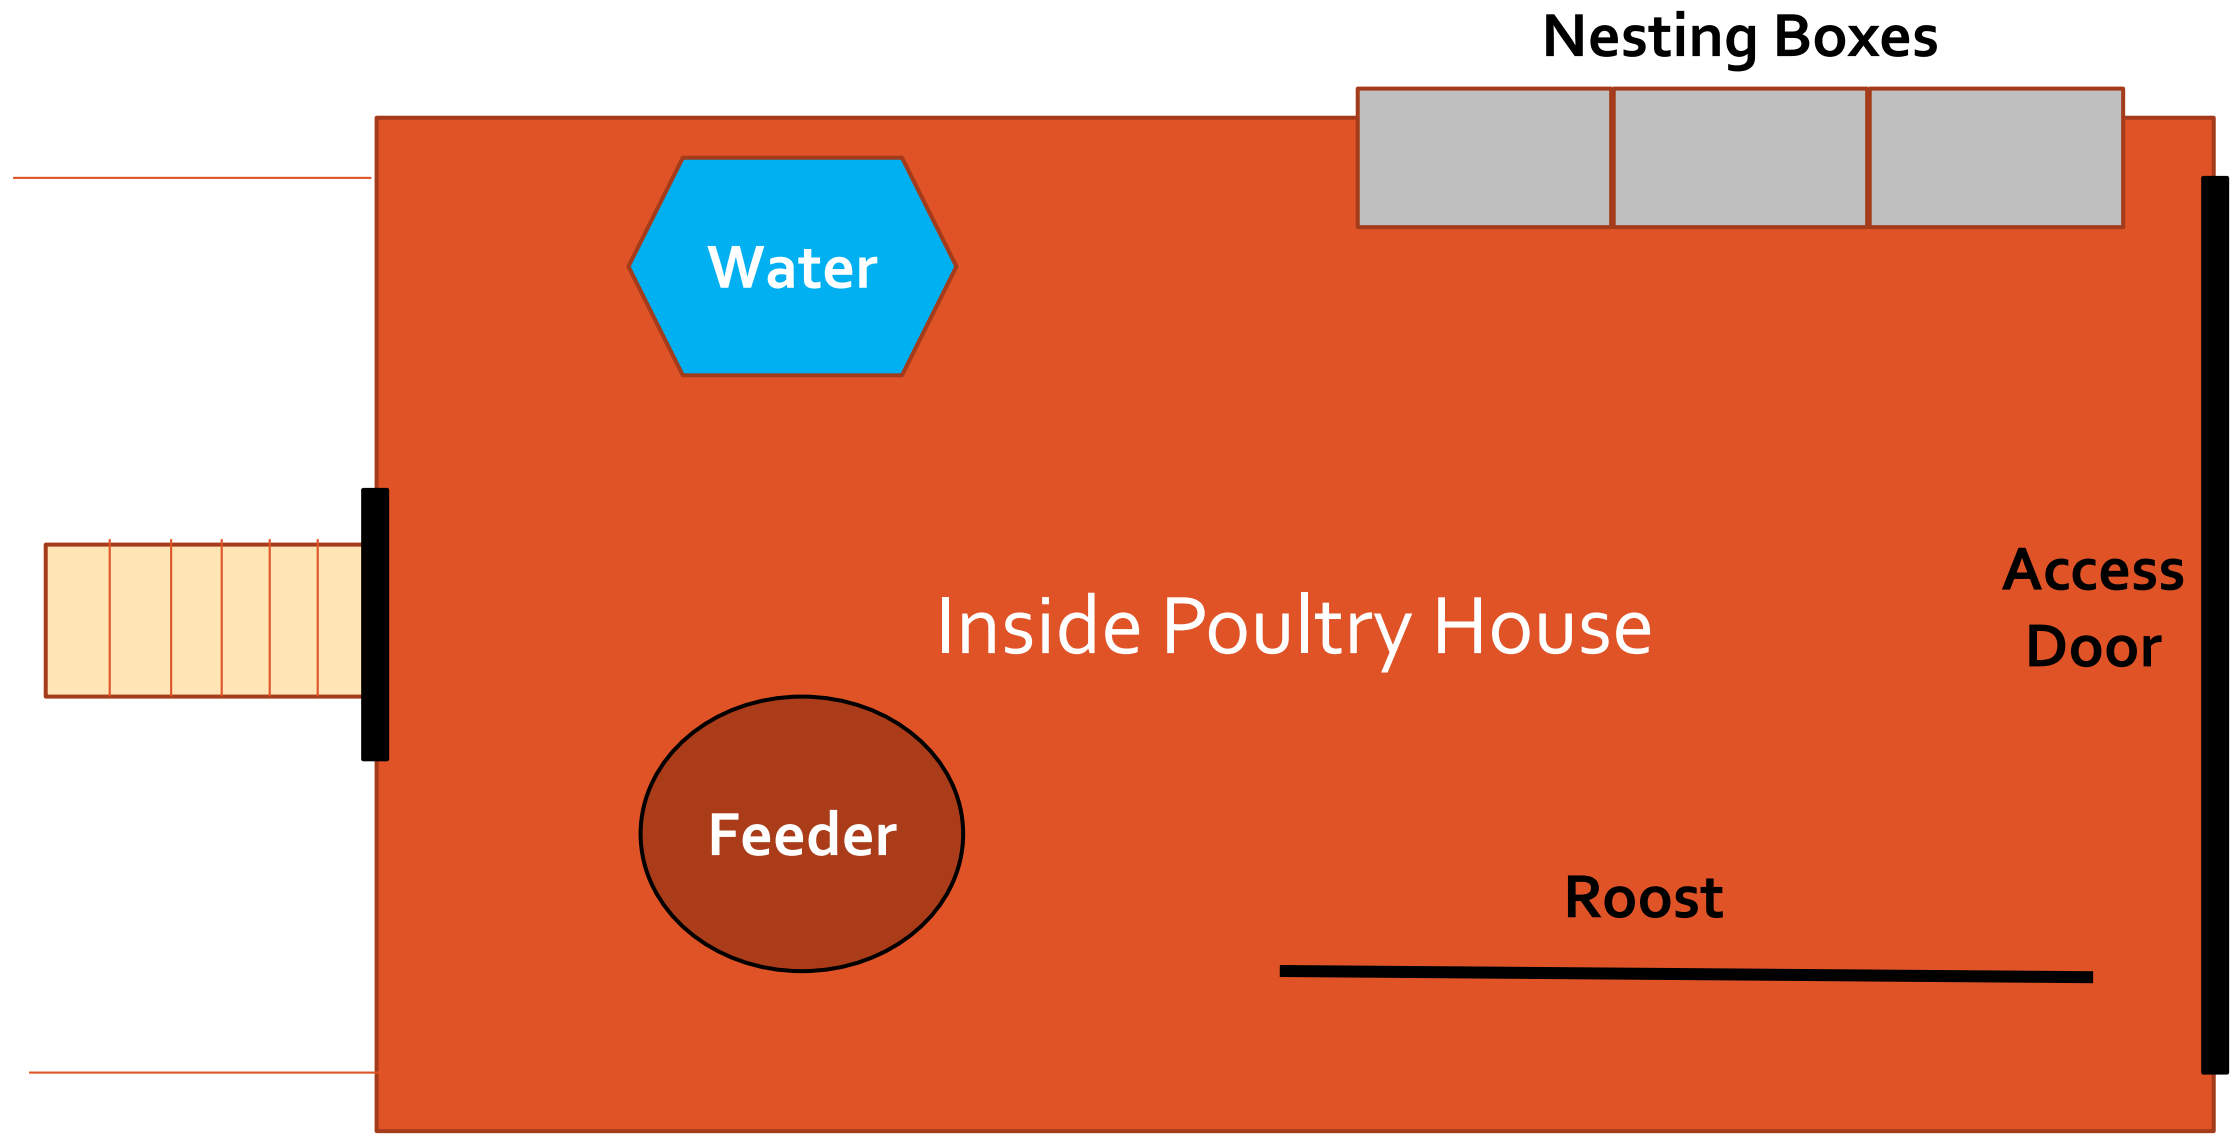 Nesting Boxes
Water
Inside Poultry House
Access
Door
Feeder
Roost